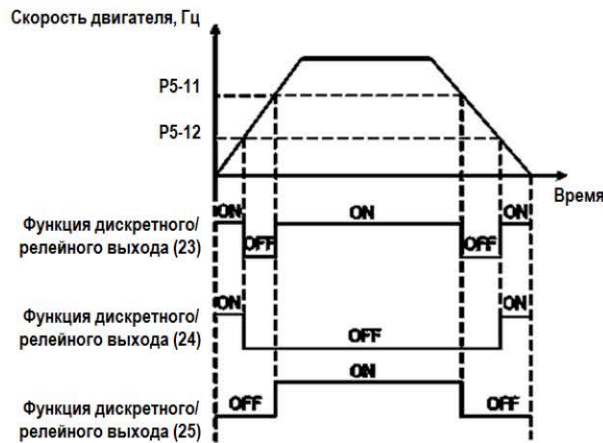 Скорость двигателя, Гц
P5-11
P5-12
Время
ON ON ON
Функция дискретного/
релейного выхода (23)
OFF OFF
ON ON
Функция дискретного/
релейного выхода (24)
OFF
ON
Функция дискретного/
релейного выхода (25)
OFF OFF